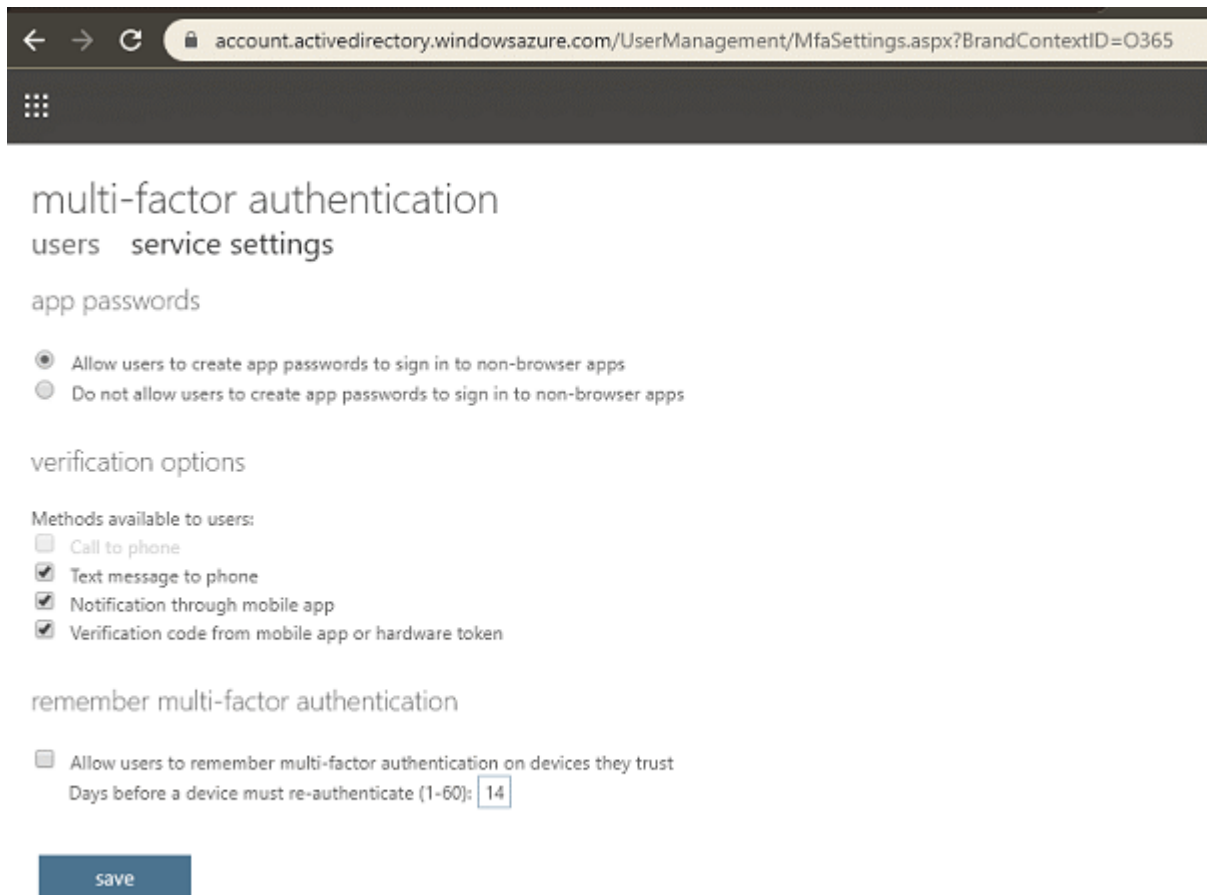 account.activedirectory.windowsazure.com/UserManagement/MfaSettings.aspx?BrandContextID=O365
multi-factor authentication
users service settings
app passwords
Allow users to create app passwords to sign in to non-browser apps
Do not allow users to create app passwords to sign in to non-browser apps
verification options
Methods available to users:
Call to phone
Text message to phone
Notification through mobile app
Verification code from mobile app or hardware token
remember multi-factor authentication
Allow users to remember multi-factor authentication on devices they trust
Days before a device must re-authenticate (1-60): 14
save